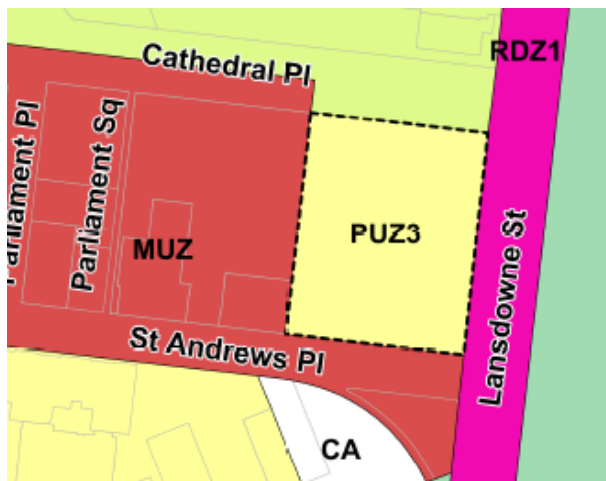 RDZ1
Cathedral Pl
Parliament Pl
Parliament Sq
PUZ3
MUZ
Lansdowne St
St Andrews Pl
CA